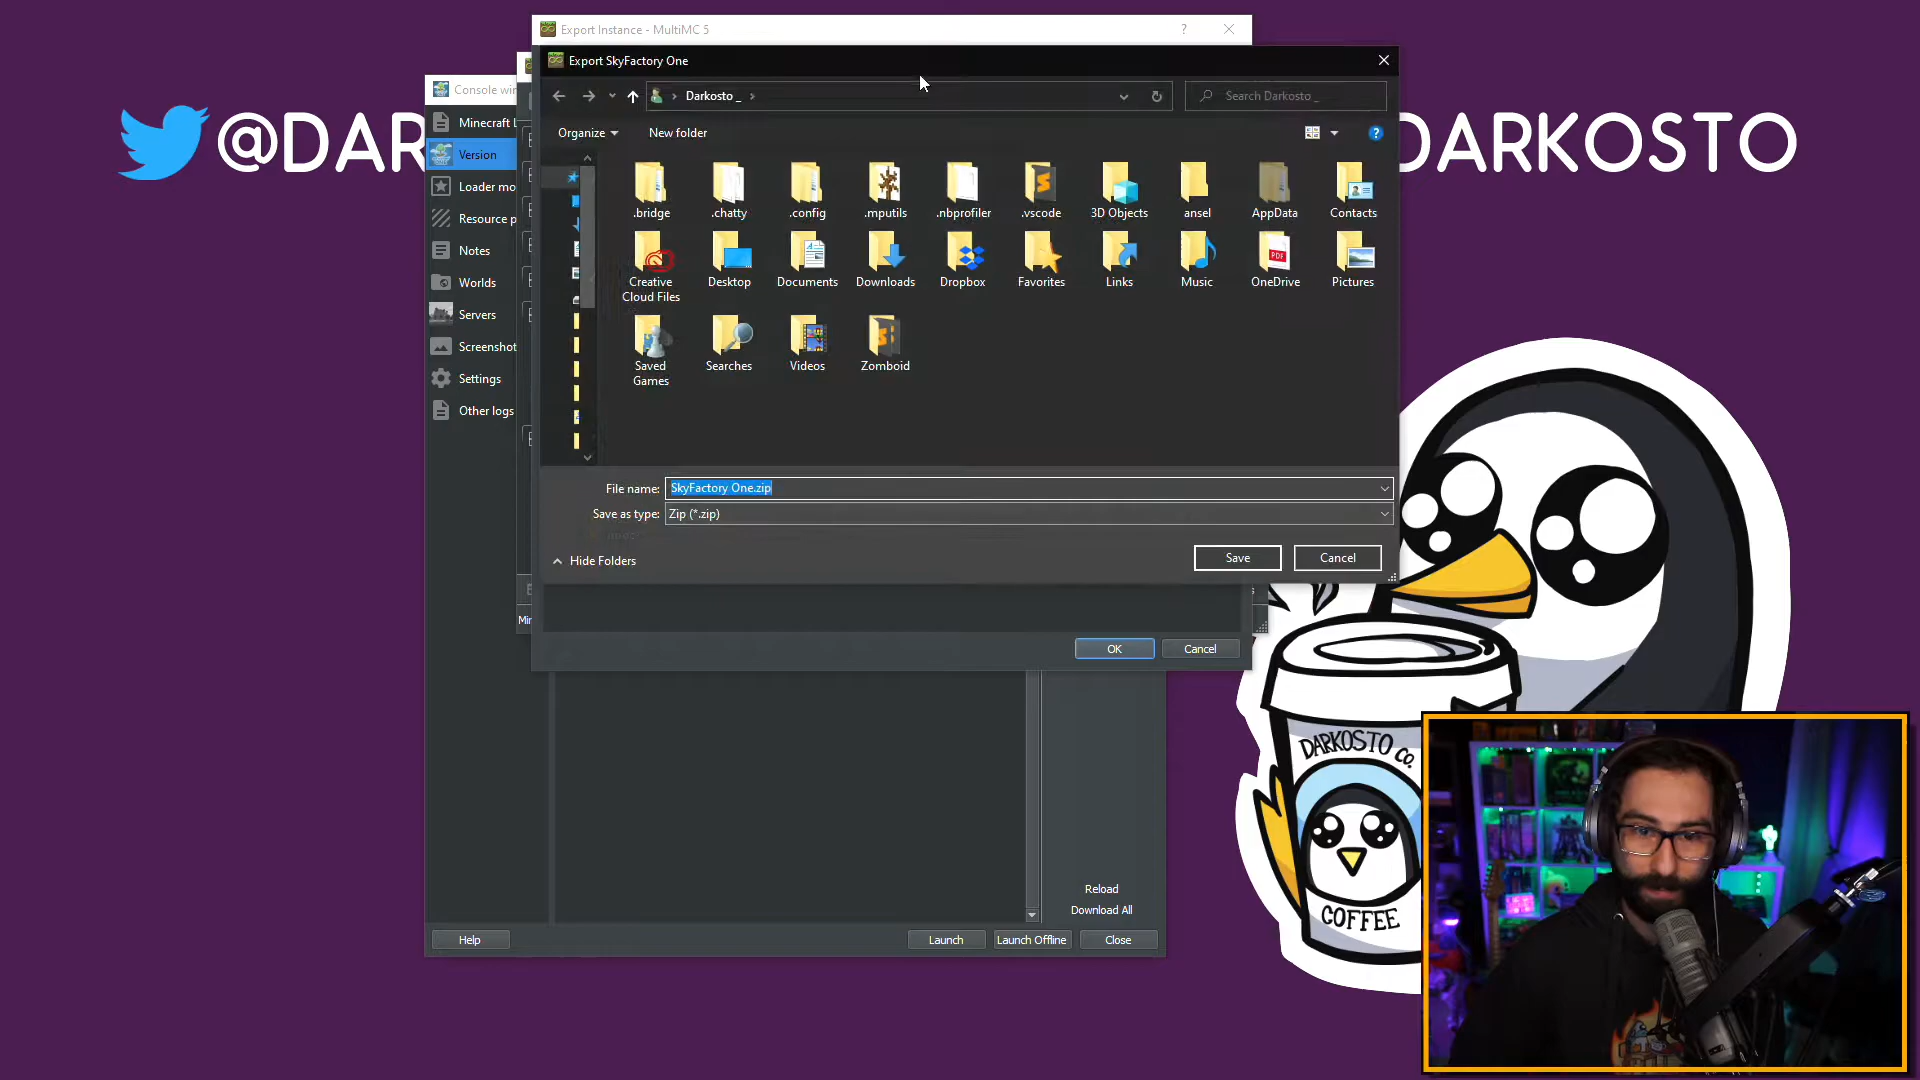 Export Instance - MultiMC 5
?
Export SkyFactory One
Console win
Darkosto _
Search Darkosto _
@DAR
DARKOSTO
Minecraft L
Organize
New folder
?
Version
Loader mo
Resource p
Notes
Worlds
Servers
Screenshot
Settings
Other logs
.bridge
.chatty
.config
.mputils
.nbprofiler
.vscode
3D Objects
ansel
AppData
Contacts
PDF
Creative
Cloud Files
Desktop
Documents
Downloads
Dropbox
Favorites
Links
Music
OneDrive
Pictures
Saved
Games
Searches
Videos
Zomboid
File name:
SkyFactory One.zip
Save as type:
Zip (*.zip)
Hide Folders
Save
Cancel
Min
OK
Cancel
DARKOSTO CO.
COFFEE
Reload
Download All
Help
Launch
Launch Offline
Close